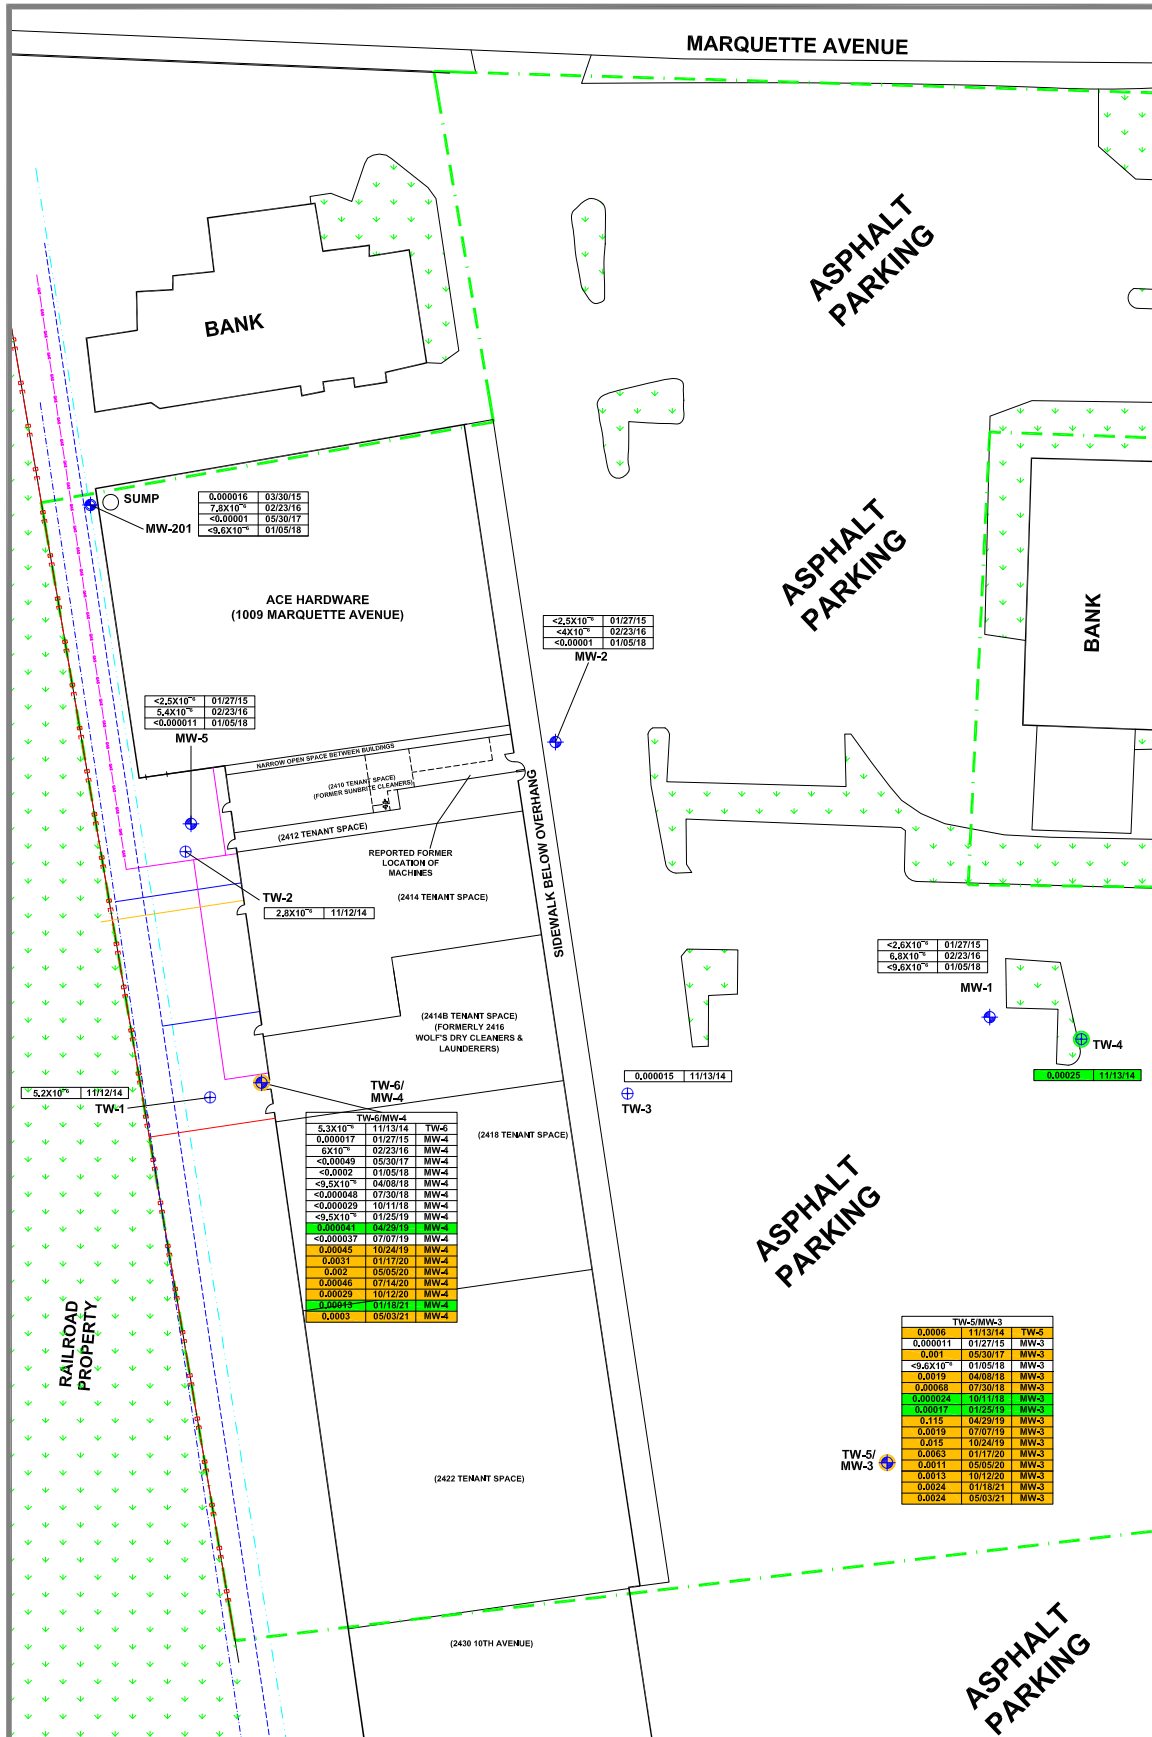 MARQUETTE AVENUE
ASPHALT
PARKING
BANK
SUMP
MW-201
0.000016 03/30/15
7.8X10⁻⁶ 02/23/16
<0.00001 05/30/17
<9.6X10⁻⁶ 01/05/18
ASPHALT
PARKING
ACE HARDWARE
(1009 MARQUETTE AVENUE)
BANK
<2.5X10⁻⁶ 01/27/15
<4X10⁻⁶ 02/23/16
<0.00001 01/05/18
MW-2
<2.5X10⁻⁶ 01/27/15
5.4X10⁻⁶ 02/23/16
<0.000011 01/05/18
MW-5
NARROW OPEN SPACE BETWEEN BUILDINGS
(2410 TENANT SPACE)
(FORMER SUNBRITE CLEANERS)
(2412 TENANT SPACE)
REPORTED FORMER
LOCATION OF
MACHINES
SIDEWALK BELOW OVERHANG
TW-2
2.8X10⁻⁶ 11/12/14
(2414 TENANT SPACE)
<2.6X10⁻⁶ 01/27/15
6.8X10⁻⁶ 02/23/16
<9.6X10⁻⁶ 01/05/18
MW-1
(2414B TENANT SPACE)
(FORMERLY 2416
WOLF'S DRY CLEANERS &
LAUNDERERS)
TW-4
0.00025 11/13/14
0.000015 11/13/14
TW-3
5.2X10⁻⁶ 11/12/14
TW-1
TW-6/
MW-4
TW-6/MW-4
5.3X10⁻⁶ 11/13/14 TW-6
0.000017 01/27/15 MW-4
6X10⁻⁶ 02/23/16 MW-4
<0.00049 05/30/17 MW-4
<0.0002 01/05/18 MW-4
<9.5X10⁻⁶ 04/08/18 MW-4
<0.000048 07/30/18 MW-4
<0.000029 10/11/18 MW-4
<9.5X10⁻⁶ 01/25/19 MW-4
0.000041 04/29/19 MW-4
<0.000037 07/07/19 MW-4
0.00045 10/24/19 MW-4
0.0031 01/17/20 MW-4
0.002 05/05/20 MW-4
0.00046 07/14/20 MW-4
0.00029 10/12/20 MW-4
0.00013 01/18/21 MW-4
0.0003 05/03/21 MW-4
(2418 TENANT SPACE)
ASPHALT
PARKING
RAILROAD
PROPERTY
TW-5/MW-3
0.0006 11/13/14 TW-5
0.000011 01/27/15 MW-3
0.001 05/30/17 MW-3
<9.6X10⁻⁶ 01/05/18 MW-3
0.0019 04/08/18 MW-3
0.00068 07/30/18 MW-3
0.000024 10/11/18 MW-3
0.00017 01/25/19 MW-3
0.115 04/29/19 MW-3
0.0019 07/07/19 MW-3
0.015 10/24/19 MW-3
0.0063 01/17/20 MW-3
0.0011 05/05/20 MW-3
0.0013 10/12/20 MW-3
0.0024 01/18/21 MW-3
0.0024 05/03/21 MW-3
TW-5/
MW-3
(2422 TENANT SPACE)
(2430 10TH AVENUE)
ASPHALT
PARKING